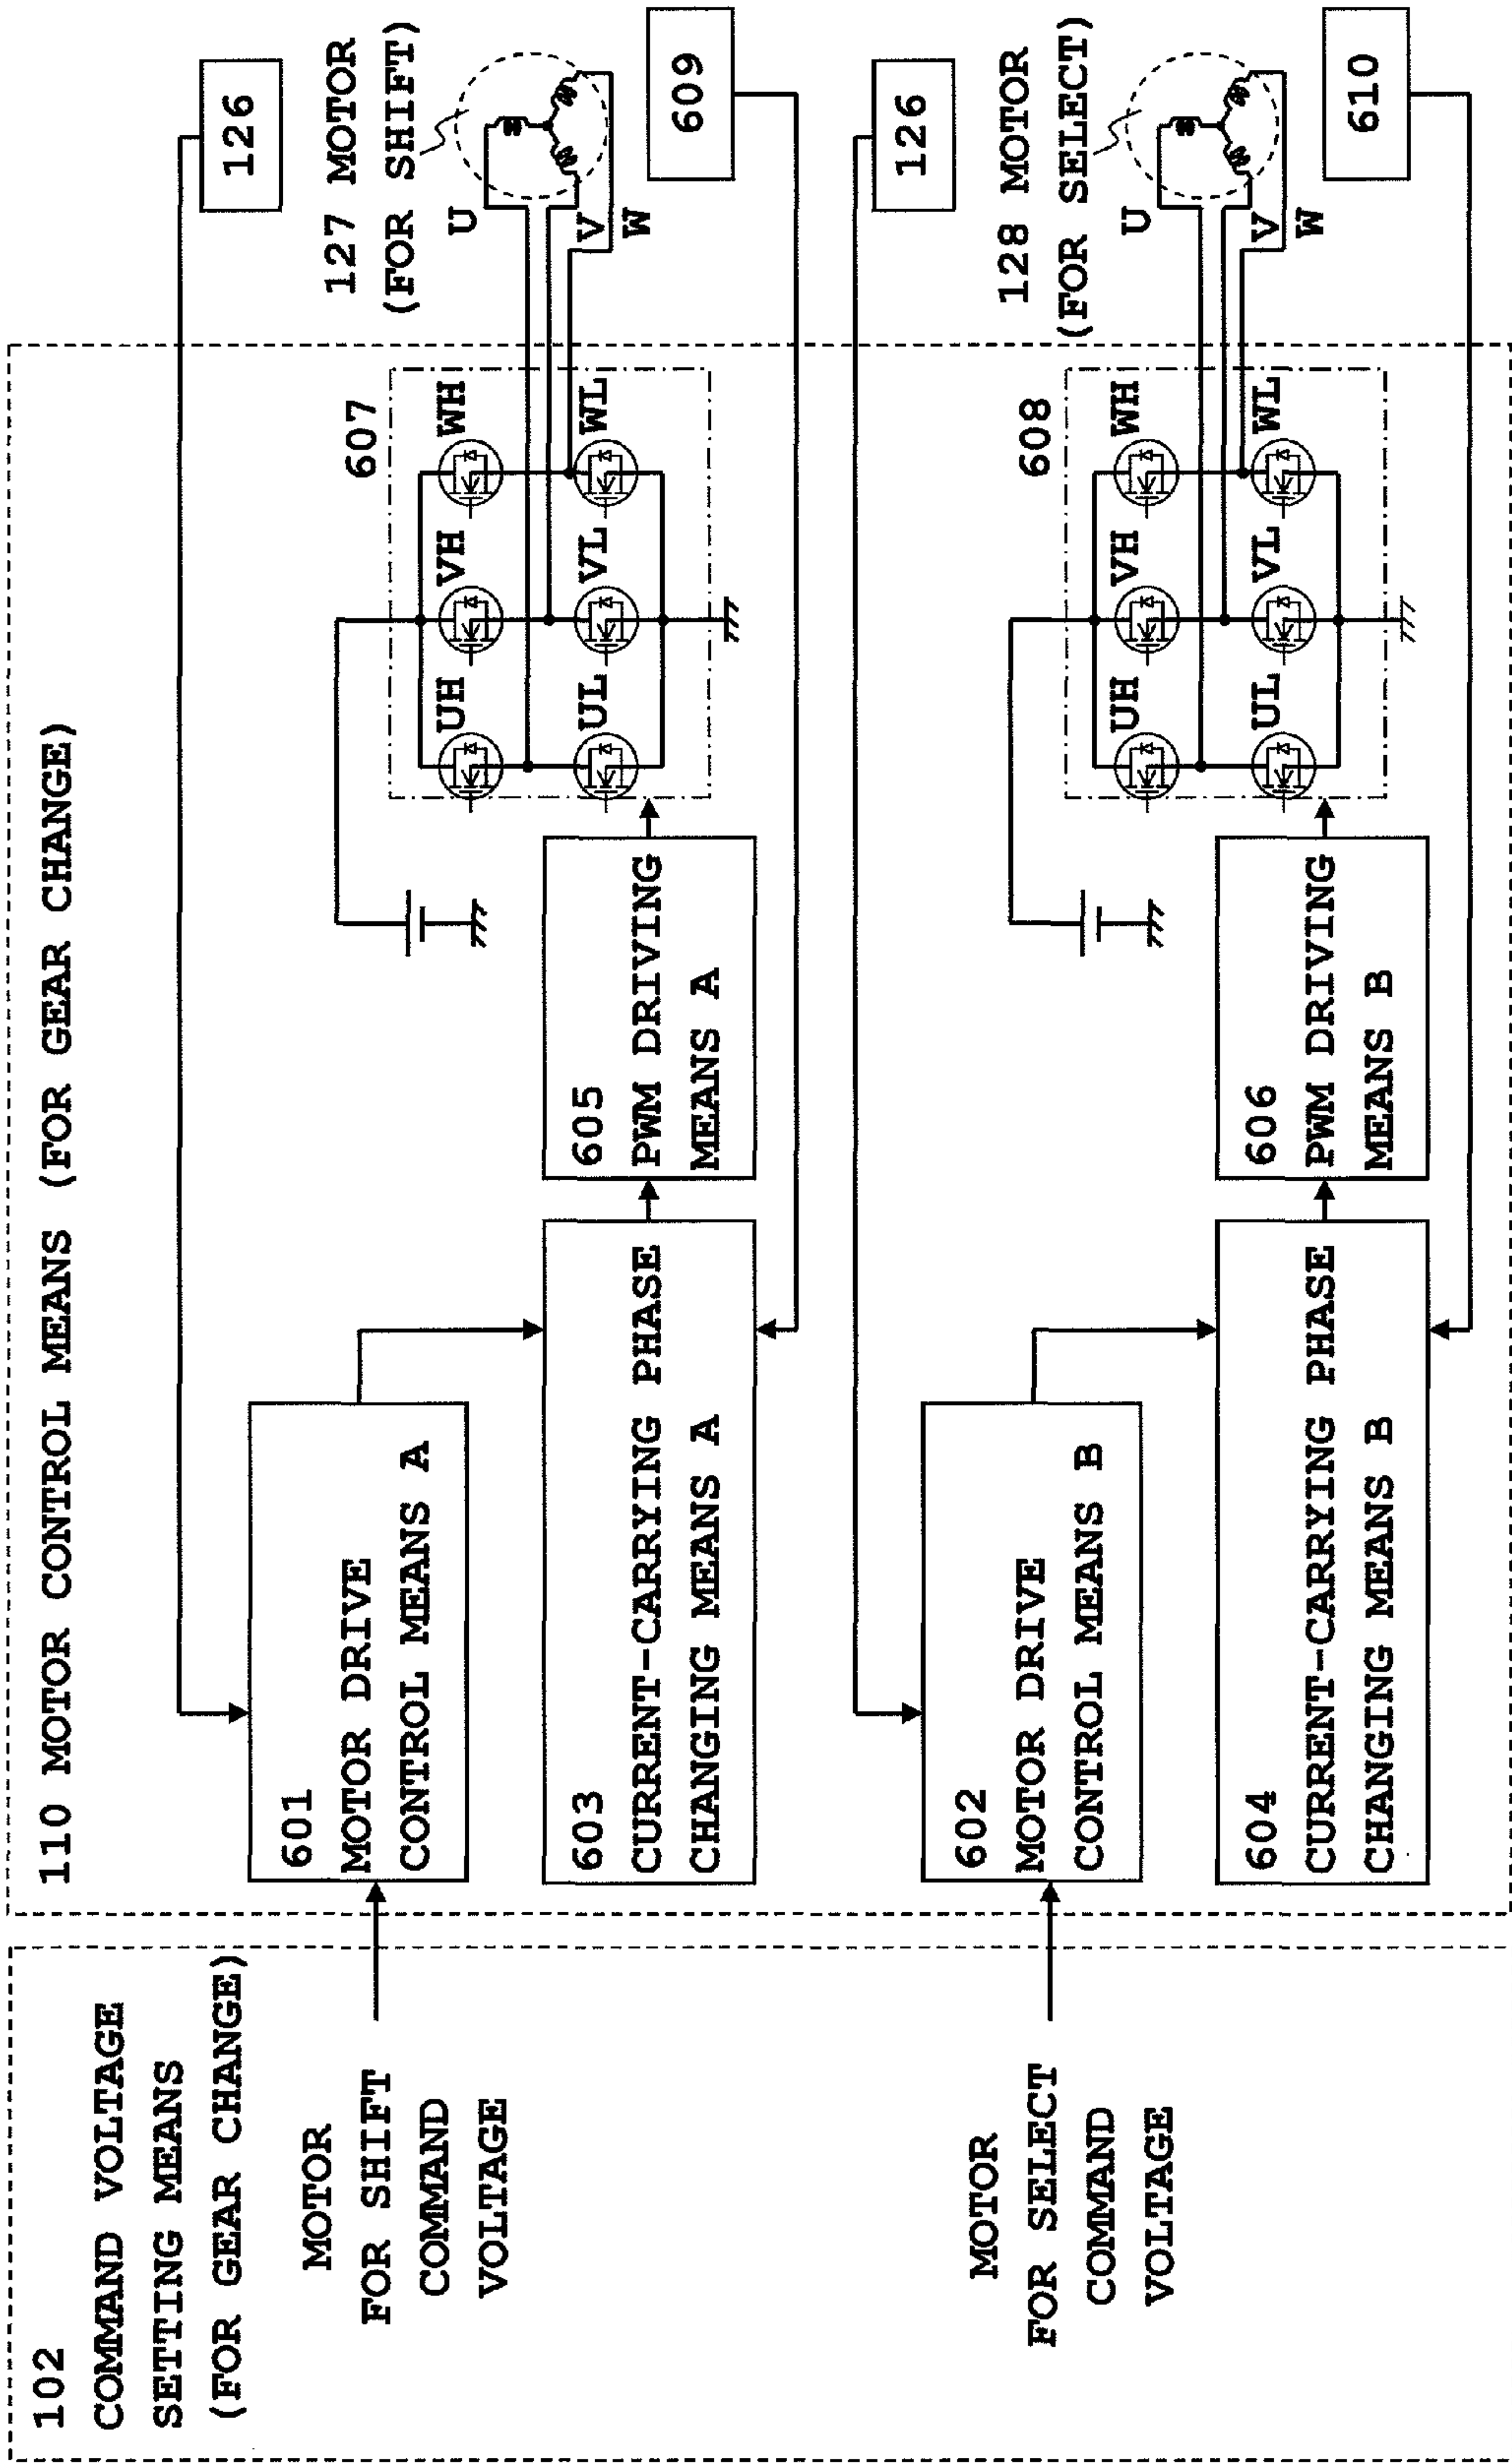 102
COMMAND VOLTAGE
SETTING MEANS
(FOR GEAR CHANGE)
MOTOR
FOR SHIFT
COMMAND
VOLTAGE
MOTOR
FOR SELECT
COMMAND
VOLTAGE
110 MOTOR CONTROL MEANS (FOR GEAR CHANGE)
601
MOTOR DRIVE
CONTROL MEANS A
603
CURRENT-CARRYING PHASE
CHANGING MEANS A
605
PWM DRIVING
MEANS A
607
UH
VH
WH
UL
VL
WL
126
127 MOTOR
(FOR SHIFT)
U
V
W
609
602
MOTOR DRIVE
CONTROL MEANS B
604
CURRENT-CARRYING PHASE
CHANGING MEANS B
606
PWM DRIVING
MEANS B
608
UH
VH
WH
UL
VL
WL
126
128 MOTOR
(FOR SELECT)
U
V
W
610